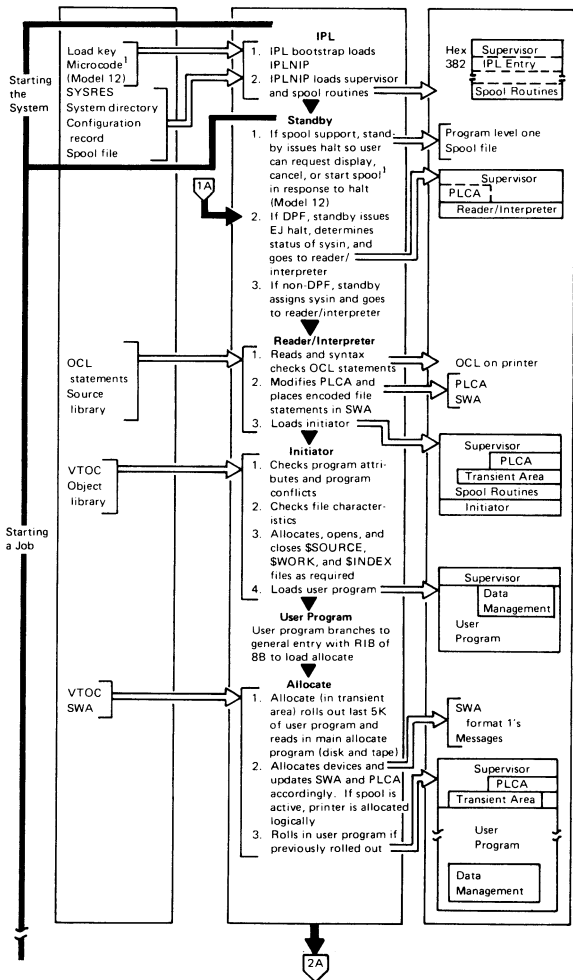 Starting
the
System
Starting
a Job
Load key
Microcode1
(Model 12)
SYSRES
System directory
Configuration
record
Spool file
OCL
statements
Source
library
VTOC
Object
library
VTOC
SWA
IPL
1. IPL bootstrap loads
IPLNIP
2. IPLNIP loads supervisor
and spool routines
Standby
1. If spool support, stand-
by issues halt so user
can request display,
cancel, or start spool1
in response to halt
(Model 12)
1A
2. If DPF, standby issues
EJ halt, determines
status of sysin, and
goes to reader/
interpreter
3. If non-DPF, standby
assigns sysin and goes
to reader/interpreter
Reader/Interpreter
1. Reads and syntax
checks OCL statements
2. Modifies PLCA and
places encoded file
statements in SWA
3. Loads initiator
Initiator
1. Checks program attri-
butes and program
conflicts
2. Checks file character-
istics
3. Allocates, opens, and
closes $SOURCE,
$WORK, and $INDEX
files as required
4. Loads user program
User Program
User program branches to
general entry with RIB of
8B to load allocate
Allocate
1. Allocate (in transient
area) rolls out last 5K
of user program and
reads in main allocate
program (disk and tape)
2. Allocates devices and
updates SWA and PLCA
accordingly. If spool is
active, printer is allocated
logically
3. Rolls in user program if
previously rolled out
2A
Hex
382
Supervisor
IPL Entry
Spool Routines
Program level one
Spool file
Supervisor
PLCA
Reader/Interpreter
OCL on printer
PLCA
SWA
Supervisor
PLCA
Transient Area
Spool Routines
Initiator
Supervisor
Data
Management
User
Program
SWA
format 1's
Messages
Supervisor
PLCA
Transient Area
User
Program
Data
Management